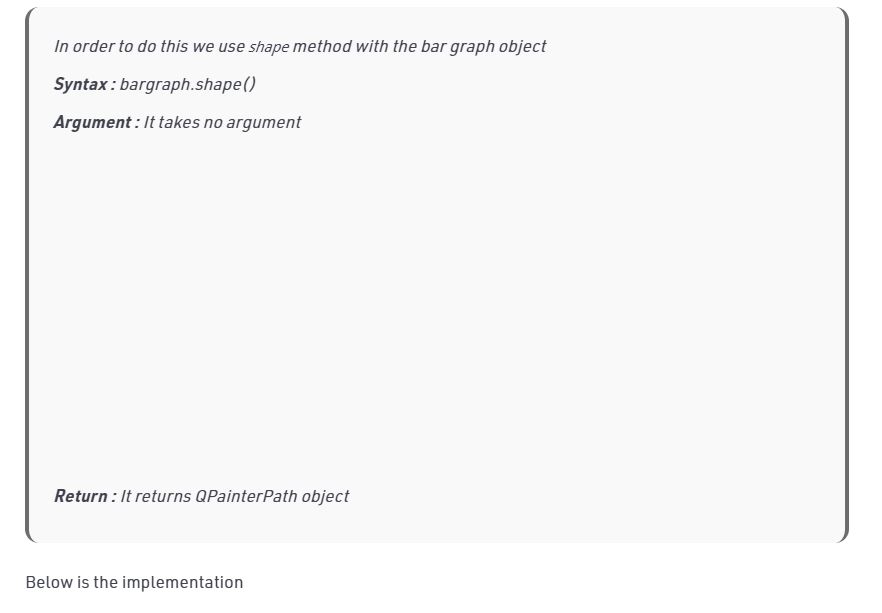 In order to do this we use shape method with the bar graph object
Syntax : bargraph.shape()
Argument : It takes no argument
Return : It returns QPainterPath object
Below is the implementation